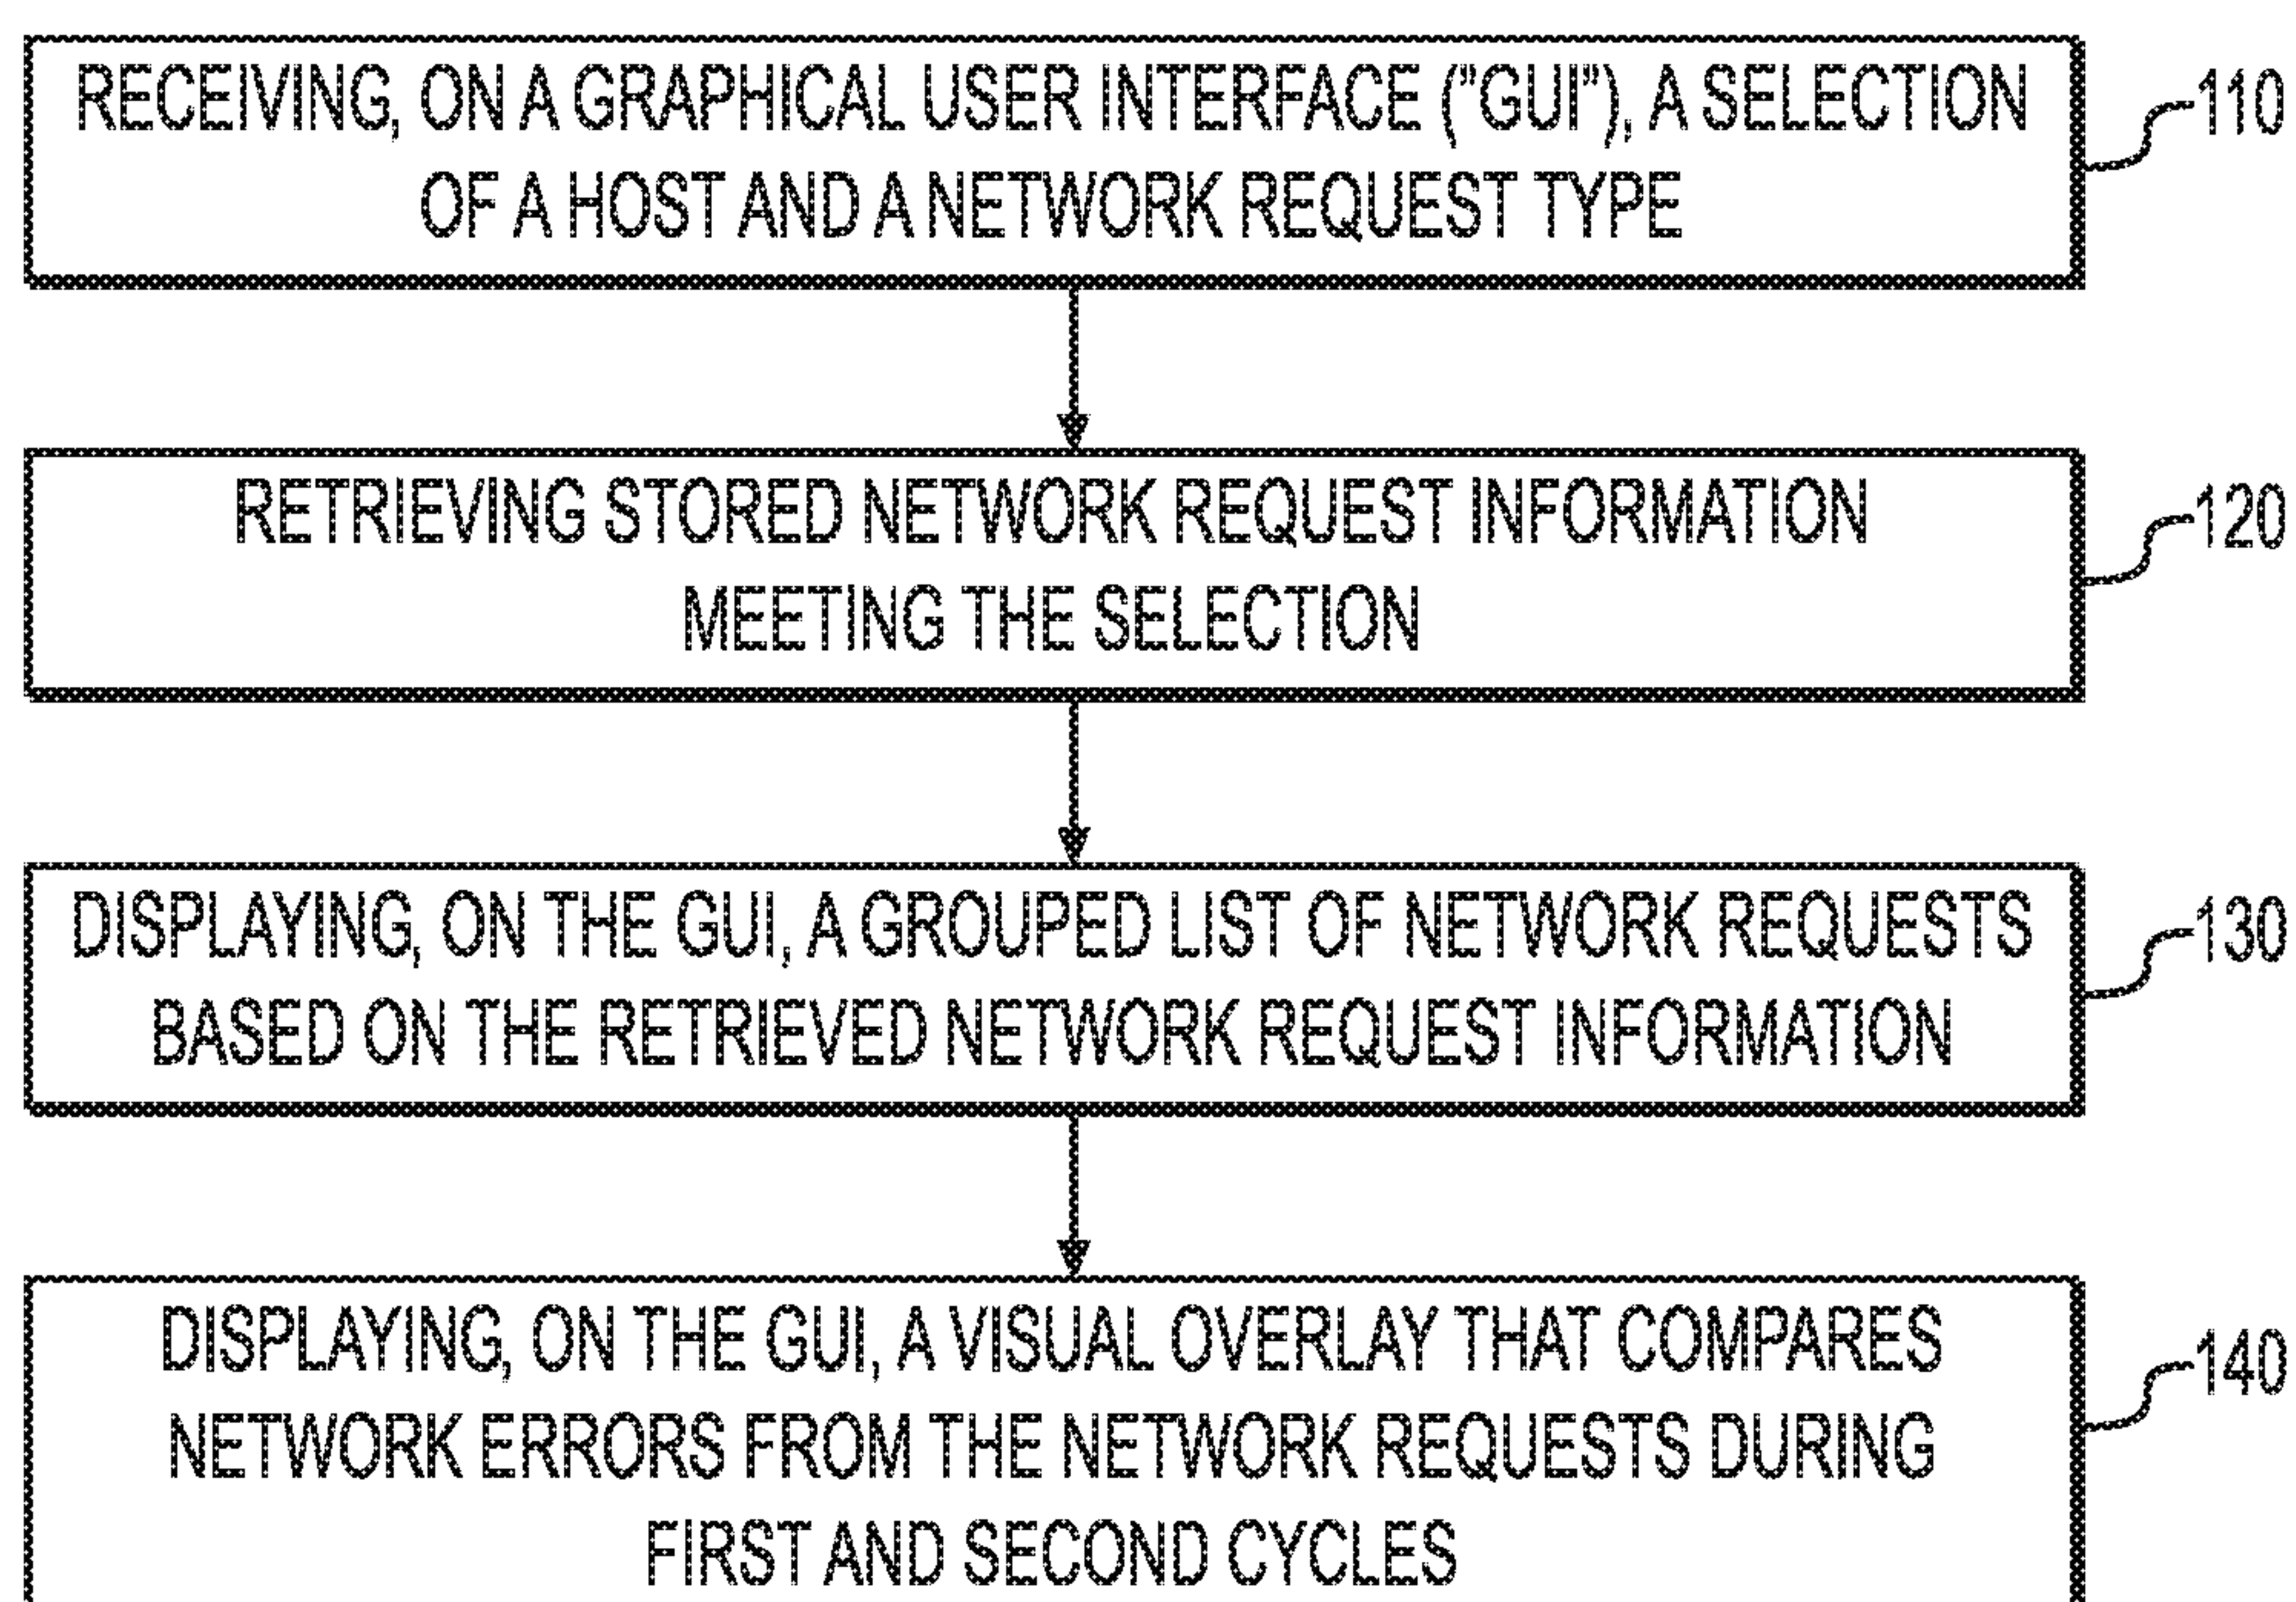 RECEIVING, ON A GRAPHICAL USER INTERFACE ("GUI"), A SELECTION
OF A HOST AND A NETWORK REQUEST TYPE
110
RETRIEVING STORED NETWORK REQUEST INFORMATION
MEETING THE SELECTION
120
DISPLAYING, ON THE GUI, A GROUPED LIST OF NETWORK REQUESTS
BASED ON THE RETRIEVED NETWORK REQUEST INFORMATION
130
DISPLAYING, ON THE GUI, A VISUAL OVERLAY THAT COMPARES
NETWORK ERRORS FROM THE NETWORK REQUESTS DURING
FIRST AND SECOND CYCLES
140